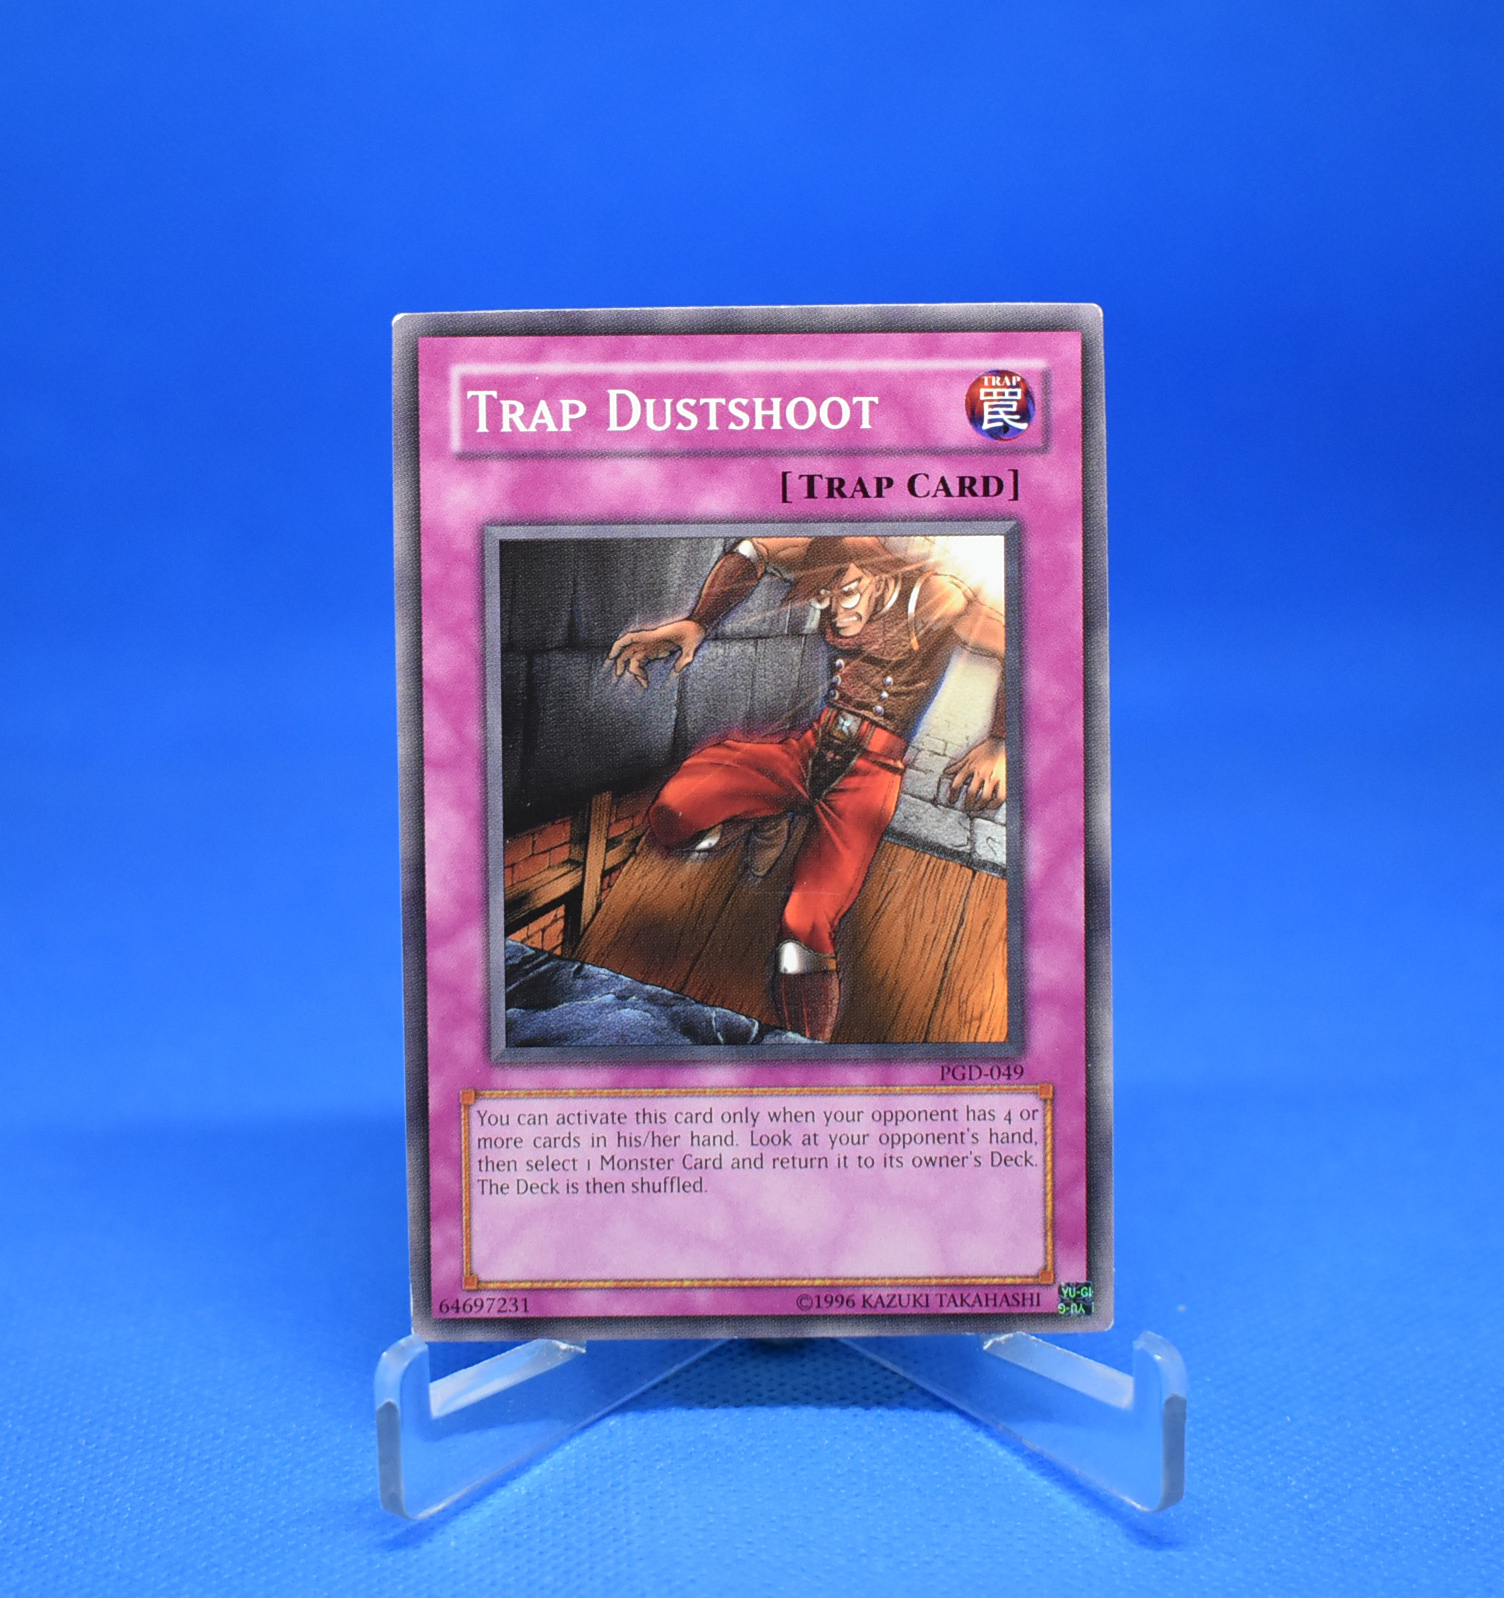 TRAP DUSTSHOOT
TRAP
罠
[TRAP CARD]
PGD-049
You can activate this card only when your opponent has 4 or
more cards in his/her hand. Look at your opponent's hand,
then select 1 Monster Card and return it to its owner's Deck.
The Deck is then shuffled.
64697231
©1996 KAZUKI TAKAHASHI
YU-GI